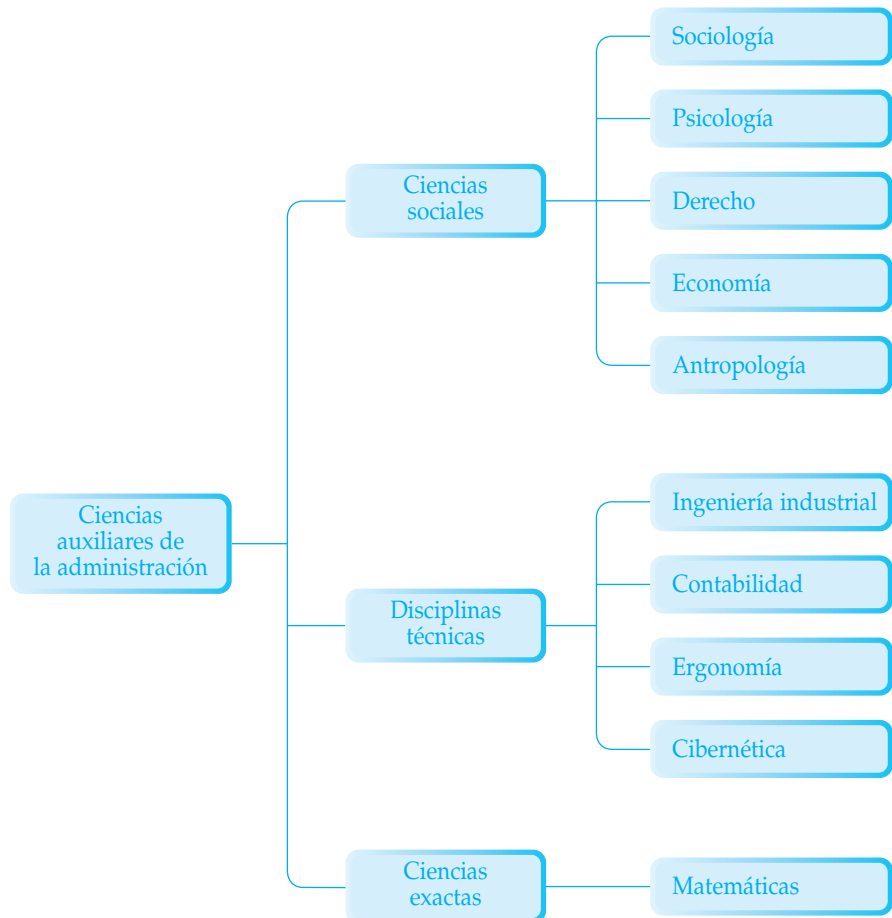 Ciencias
auxiliares de
la administración
Ciencias
sociales
Sociología
Psicología
Derecho
Economía
Antropología
Disciplinas
técnicas
Ingeniería industrial
Contabilidad
Ergonomía
Cibernética
Ciencias
exactas
Matemáticas